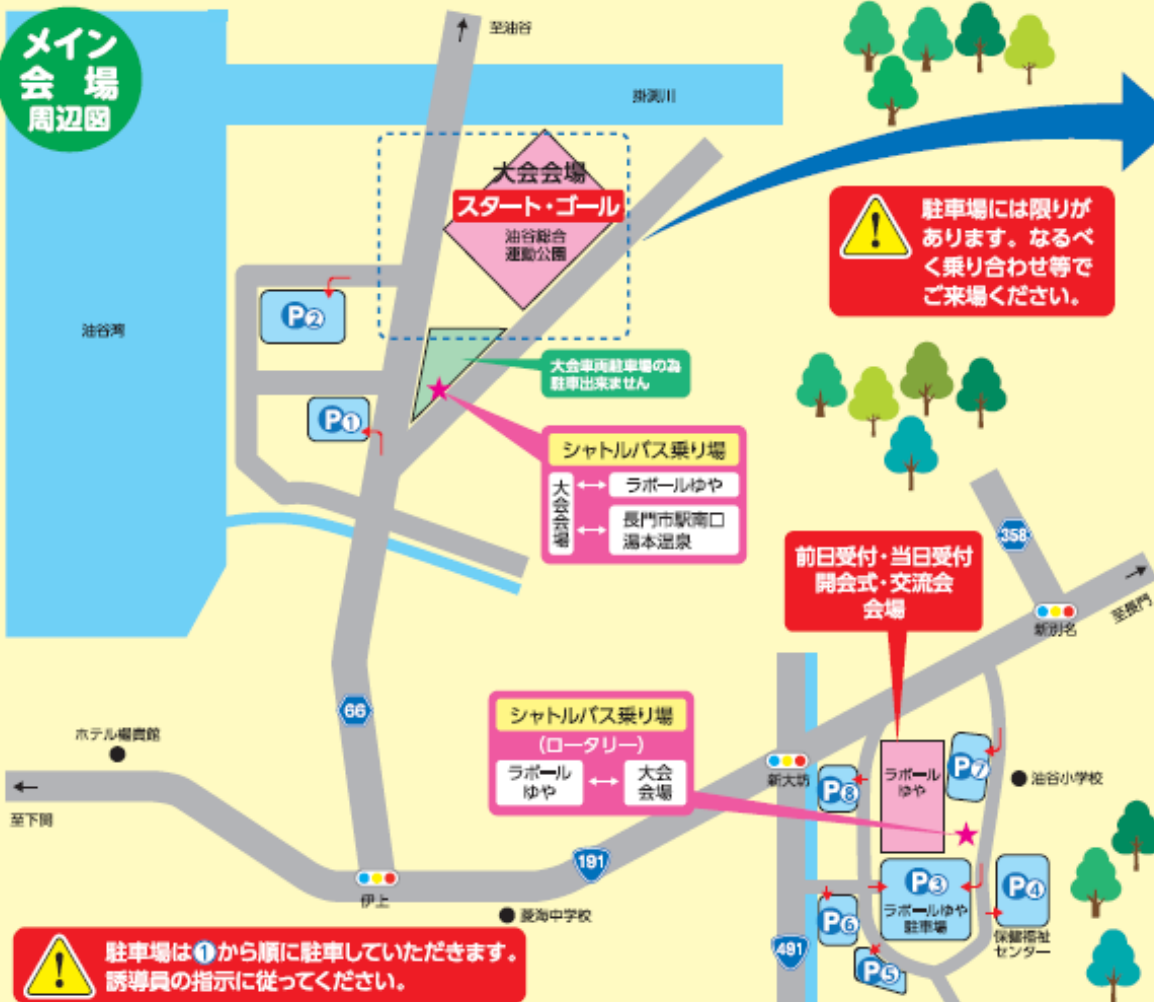 メイン
会場
周辺図
至油谷
掛渕川
大会会場
スタート・ゴール
油谷総合
運動公園
駐車場には限りが
あります。なるべ
く乗り合わせ等で
ご来場ください。
油谷湾
P②
大会車両駐車場の為
駐車出来ません
P①
シャトルバス乗り場
大会会場
ラポールゆや
長門市駅南口
湯本温泉
358
前日受付・当日受付
開会式・交流会
会場
至長門
新別名
66
シャトルバス乗り場
(ロータリー)
ラポール
ゆや
大会
会場
ホテル楊貴館
至下関
新大坊
P⑧
ラポール
ゆや
P⑦
油谷小学校
191
伊上
菱海中学校
P③
ラポールゆや
駐車場
P④
保健福祉
センター
P⑥
P⑤
491
駐車場は①から順に駐車していただきます。
誘導員の指示に従ってください。